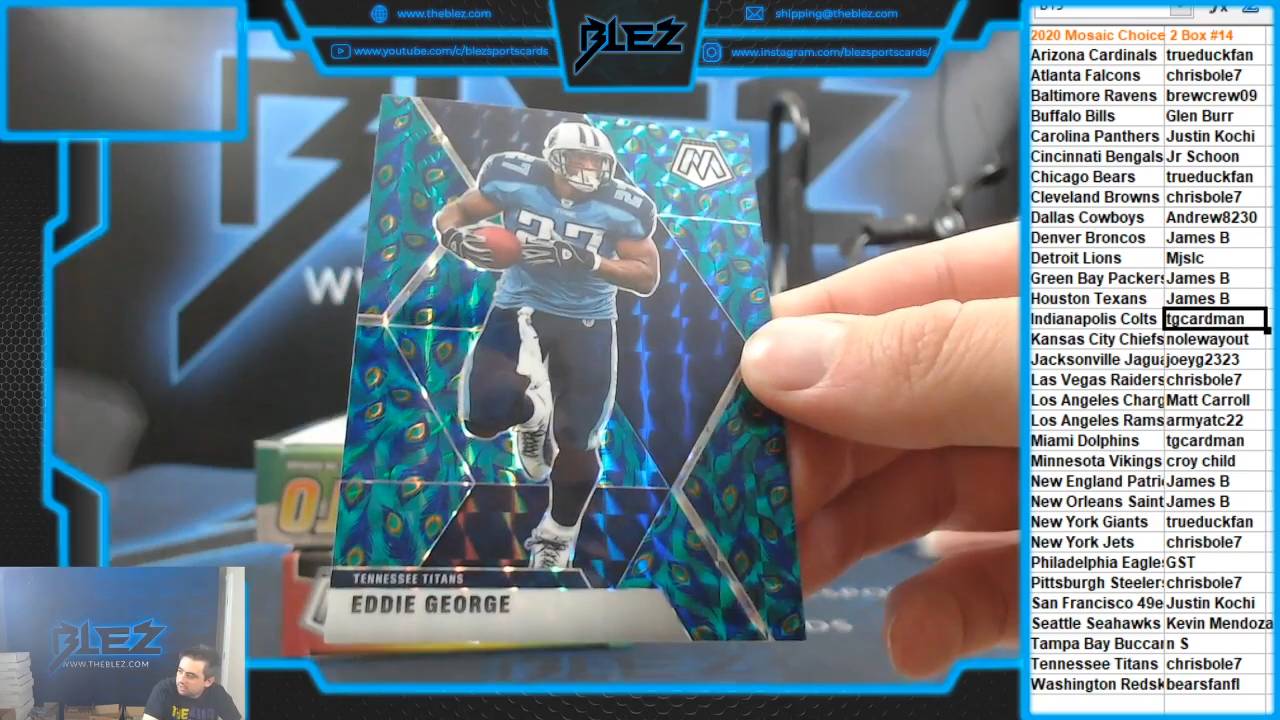 www.theblez.com
www.youtube.com/c/blezsportscards
BLEZ
shipping@theblez.com
www.instagram.com/blezsportscards/
27
27
TENNESSEE TITANS
EDDIE GEORGE
BLEZ
WWW.THEBLEZ.COM
2020 Mosaic Choice 2 Box #14
Arizona Cardinals trueduckfan
Atlanta Falcons chrisbole7
Baltimore Ravens brewcrew09
Buffalo Bills Glen Burr
Carolina Panthers Justin Kochi
Cincinnati Bengals Jr Schoon
Chicago Bears trueduckfan
Cleveland Browns chrisbole7
Dallas Cowboys Andrew8230
Denver Broncos James B
Detroit Lions Mjslc
Green Bay Packers James B
Houston Texans James B
Indianapolis Colts tgcardman
Kansas City Chiefs nolewayout
Jacksonville Jagua joeyg2323
Las Vegas Raiders chrisbole7
Los Angeles Charg Matt Carroll
Los Angeles Rams armyatc22
Miami Dolphins tgcardman
Minnesota Vikings croy child
New England Patri James B
New Orleans Saint James B
New York Giants trueduckfan
New York Jets chrisbole7
Philadelphia Eagle GST
Pittsburgh Steeler chrisbole7
San Francisco 49e Justin Kochi
Seattle Seahawks Kevin Mendoza
Tampa Bay Buccar n S
Tennessee Titans chrisbole7
Washington Redsk bearsfanfl